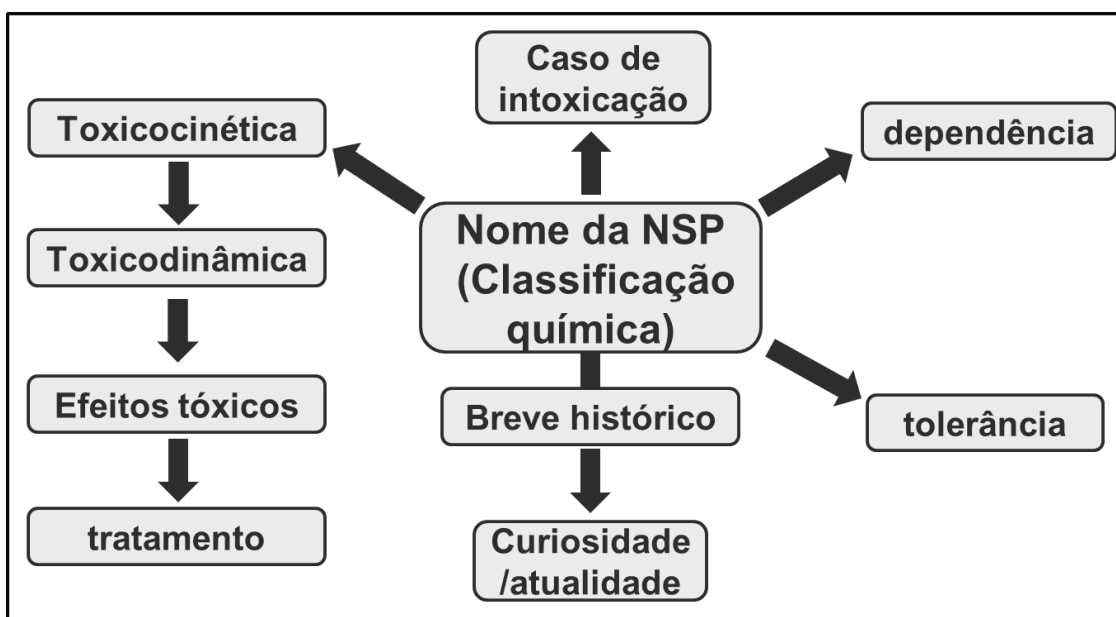 Caso de
intoxicação
Toxicocinética
dependência
Nome da NSP
(Classificação
química)
Toxicodinâmica
Efeitos tóxicos
Breve histórico
tolerância
tratamento
Curiosidade
/atualidade